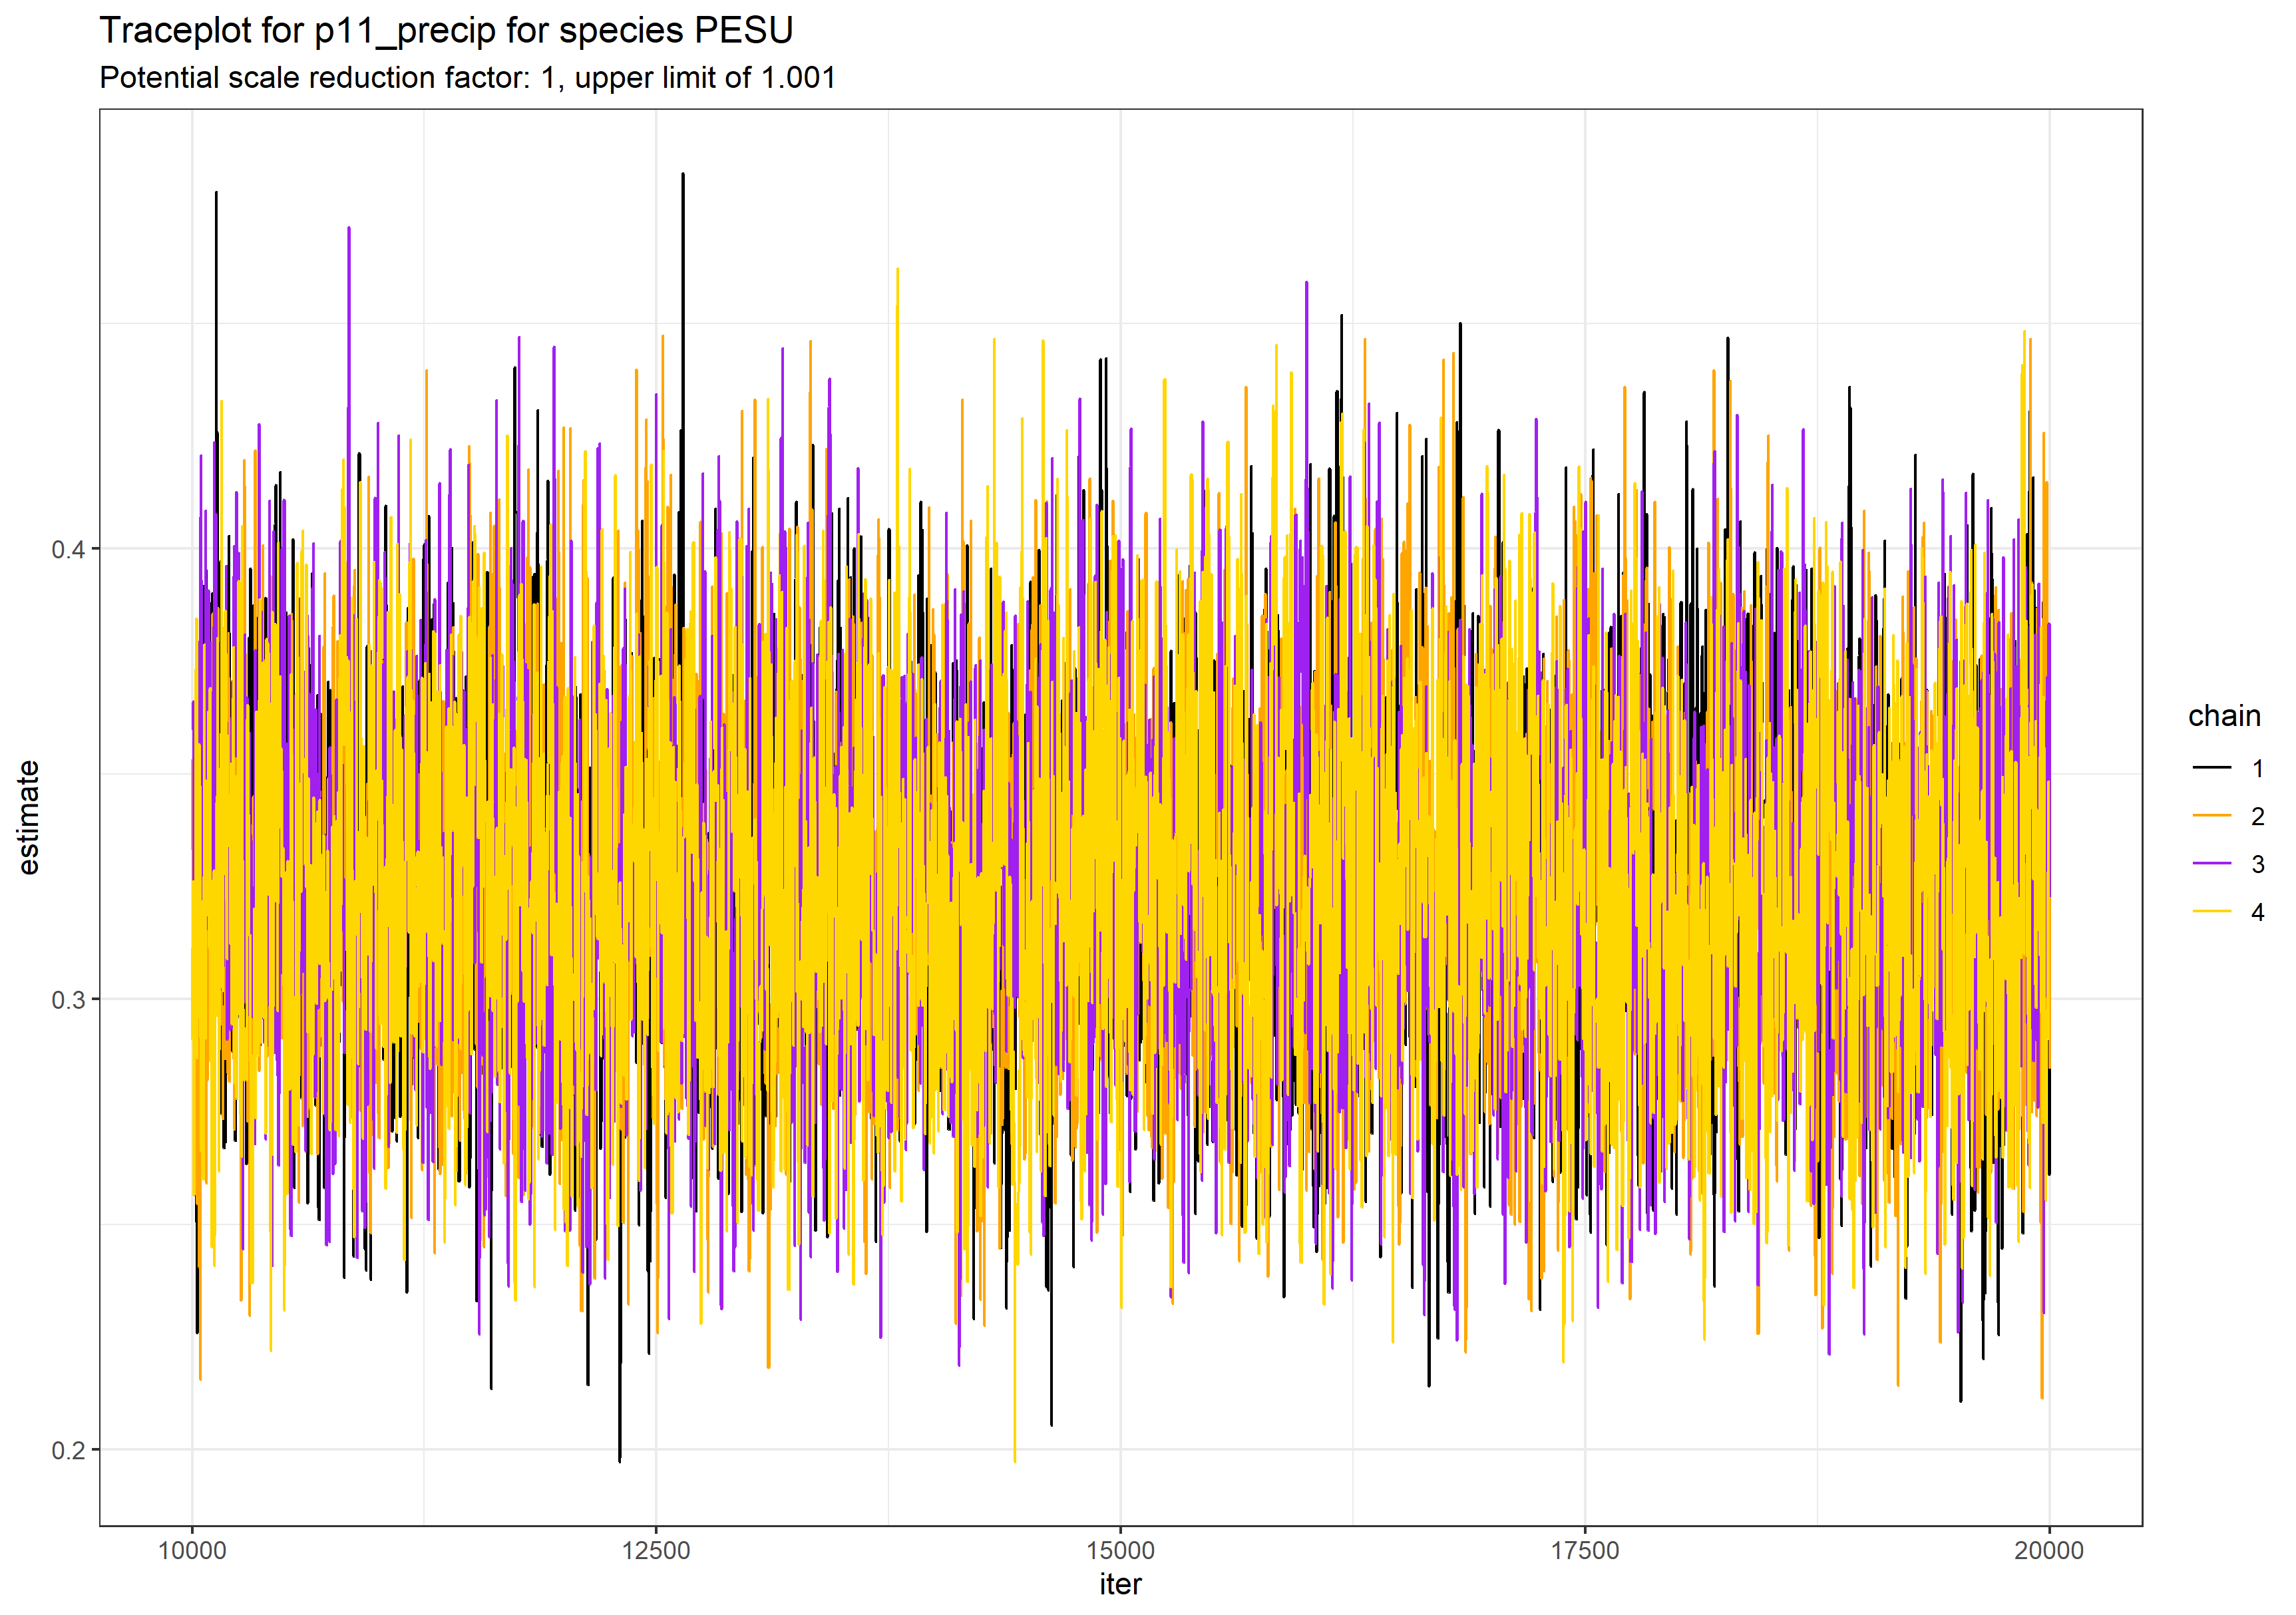 Traceplot for p11_precip for species PESU
Potential scale reduction factor: 1, upper limit of 1.001
estimate
0.4
0.3
0.2
10000 12500 15000 17500 20000
iter
chain
1
2
3
4